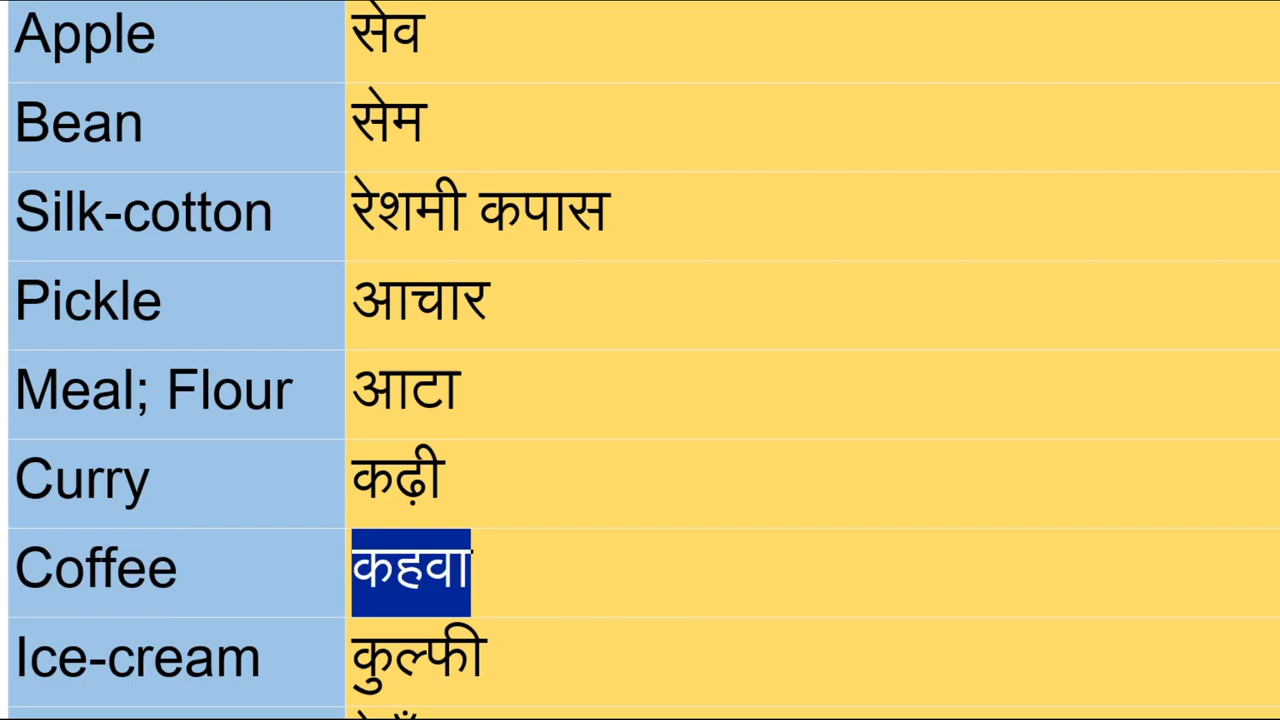 Apple सेव
Bean सेम
Silk-cotton रेशमी कपास
Pickle आचार
Meal; Flour आटा
Curry कढ़ी
Coffee कहवा
Ice-cream कुल्फी